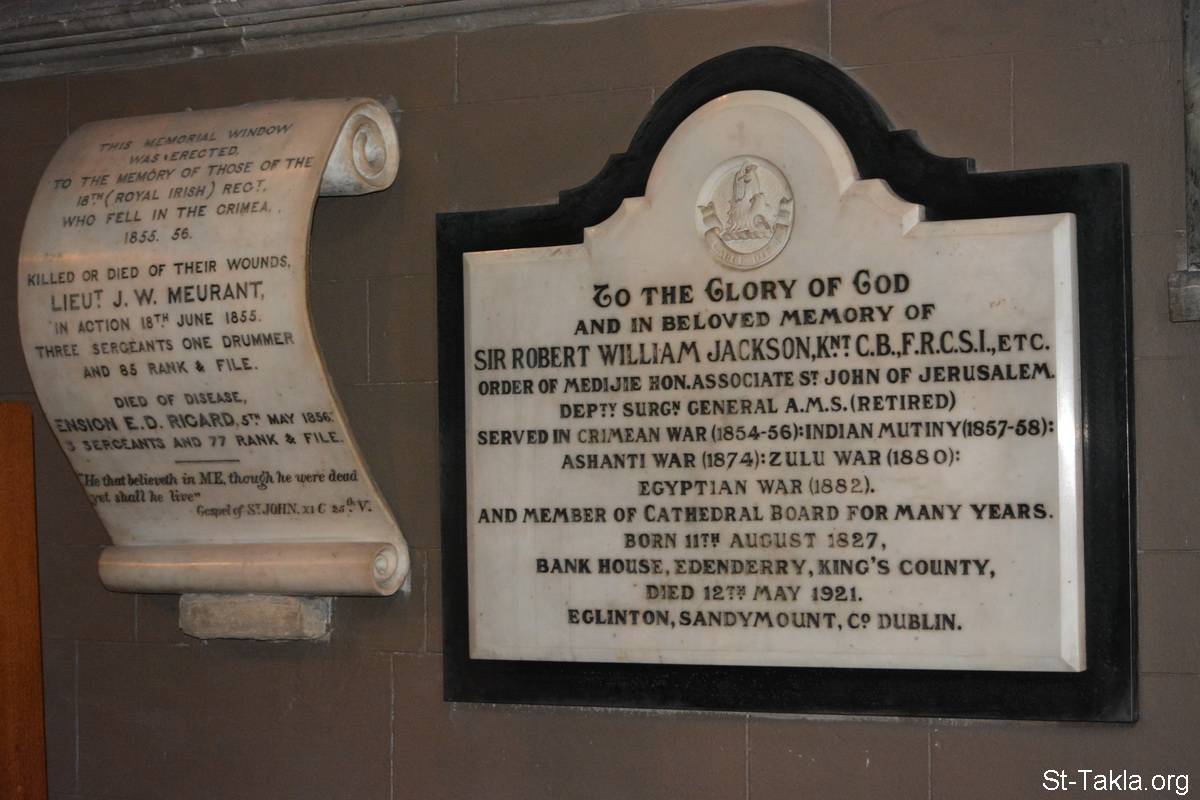 THIS MEMORIAL WINDOW
WAS ERECTED,
TO THE MEMORY OF THOSE OF THE
18TH (ROYAL IRISH) REGT,
WHO FELL IN THE CRIMEA,
1855. 56.
KILLED OR DIED OF THEIR WOUNDS,
LIEUT J. W. MEURANT,
IN ACTION 18TH JUNE 1855.
THREE SERGEANTS ONE DRUMMER
AND 85 RANK & FILE.
DIED OF DISEASE,
ENSIGN E. D. RICARD, 5TH MAY 1856.
SERGEANTS AND 77 RANK & FILE.
"He that believeth in ME, though he were dead
yet shall he live"
Gospel of ST JOHN. XI C 25th V.
TO THE GLORY OF GOD
AND IN BELOVED MEMORY OF
SIR ROBERT WILLIAM JACKSON, KNT C.B., F.R.C.S.I., ETC.
ORDER OF MEDIJIE HON. ASSOCIATE ST JOHN OF JERUSALEM.
DEPTY SURGN GENERAL A.M.S. (RETIRED)
SERVED IN CRIMEAN WAR (1854-56): INDIAN MUTINY (1857-58):
ASHANTI WAR (1874): ZULU WAR (1880):
EGYPTIAN WAR (1882).
AND MEMBER OF CATHEDRAL BOARD FOR MANY YEARS.
BORN 11TH AUGUST 1827,
BANK HOUSE, EDENDERRY, KING'S COUNTY,
DIED 12TH MAY 1921.
EGLINTON, SANDYMOUNT, CO DUBLIN.
St-Takla.org